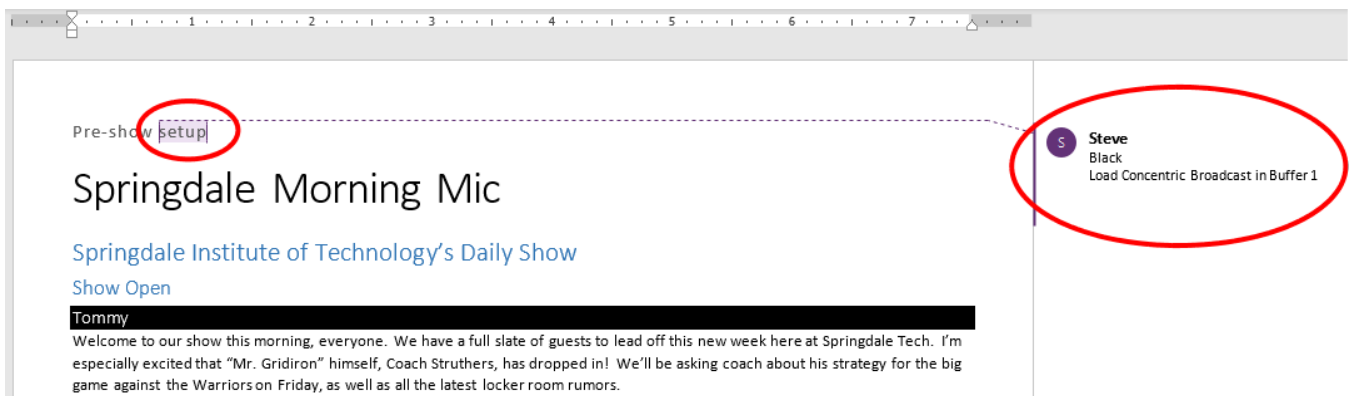 1 2 3 4 5 6 7
Pre-show setup
S Steve
Black
Load Concentric Broadcast in Buffer 1
Springdale Morning Mic
Springdale Institute of Technology’s Daily Show
Show Open
Tommy
Welcome to our show this morning, everyone. We have a full slate of guests to lead off this new week here at Springdale Tech. I’m
especially excited that “Mr. Gridiron” himself, Coach Struthers, has dropped in! We’ll be asking coach about his strategy for the big
game against the Warriors on Friday, as well as all the latest locker room rumors.